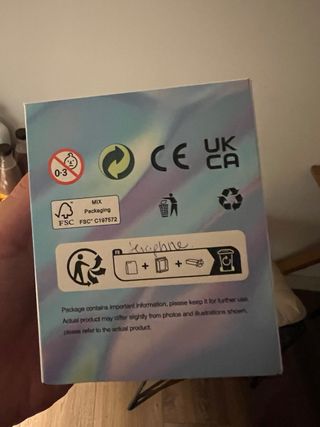 0-3
CE
UK
CA
FSC
MIX
Packaging
FSC® C197572
FR
Package contains important information, please keep it for further use.
Actual product may differ slightly from photos and illustrations shown,
please refer to the actual product.